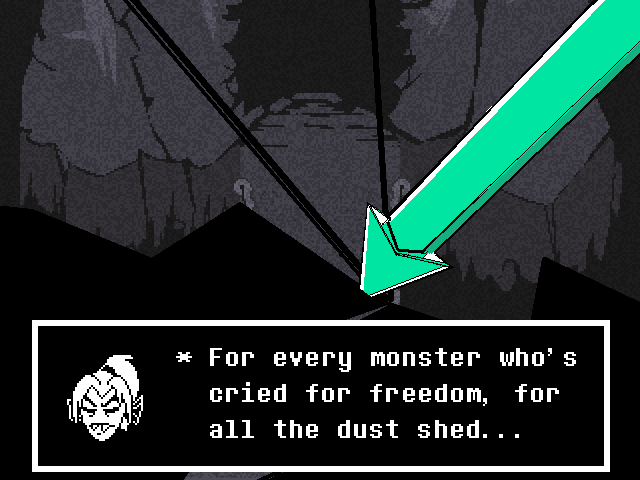 * For every monster who's
cried for freedom, for
all the dust shed...